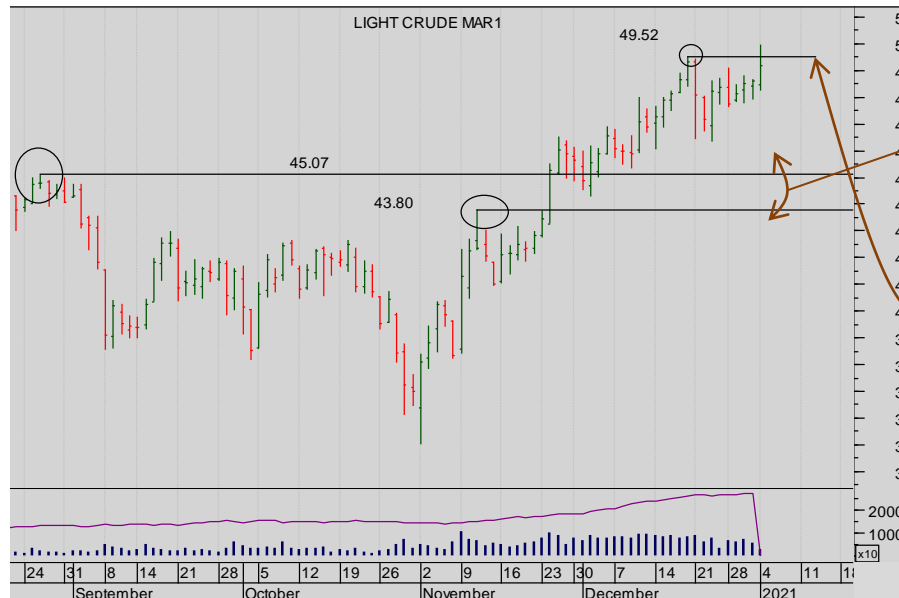 LIGHT CRUDE MAR1
49.52
45.07
43.80
2000
1000
x10
24 31 8 14 21 28 5 12 19 26 2 9 16 23 30 7 14 21 28 4 11
September October November December 2021